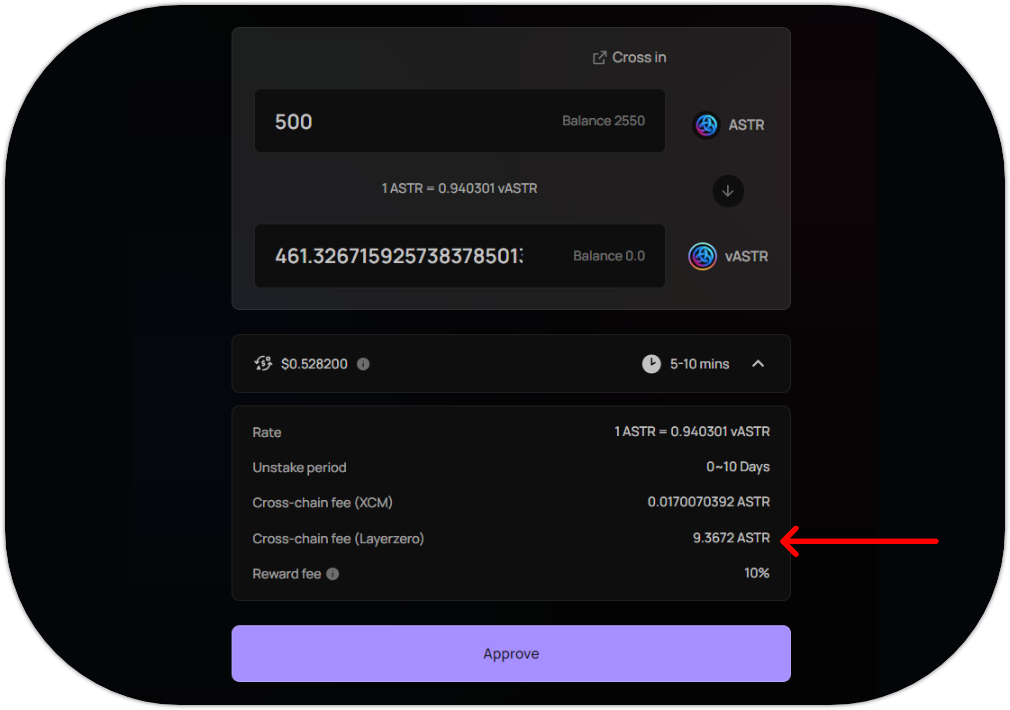 Cross in
500 Balance 2550 ASTR
1 ASTR = 0.940301 vASTR
461.326715925738378501 Balance 0.0 vASTR
$0.528200 5-10 mins
Rate 1 ASTR = 0.940301 vASTR
Unstake period 0~10 Days
Cross-chain fee (XCM) 0.0170070392 ASTR
Cross-chain fee (Layerzero) 9.3672 ASTR
Reward fee 10%
Approve